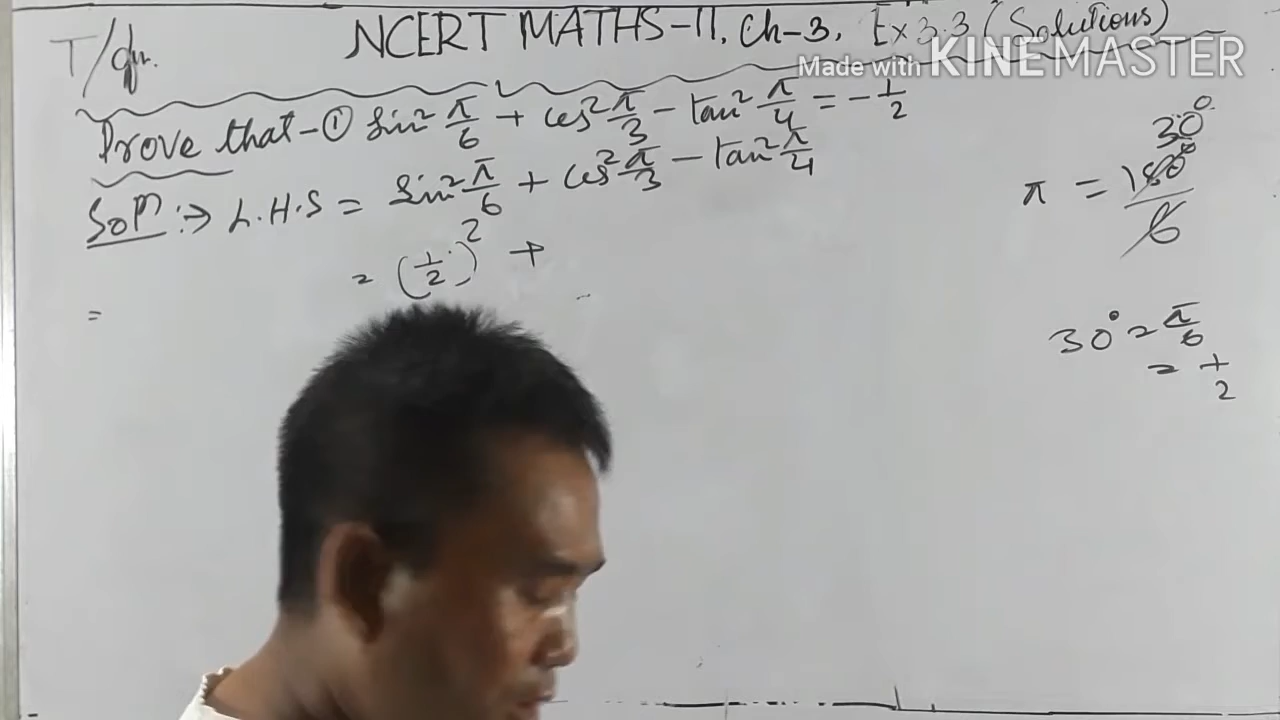 T/qn.
NCERT MATHS-11, Ch-3, Ex 3.3 (Solutions)
Made with KINEMASTER
Prove that - ① Sin² π/6 + cos² π/3 - tan² π/4 = - 1/2
Solⁿ :→ L.H.S = Sin² π/6 + cos² π/3 - tan² π/4
= (1/2)² +
=
30°
π = 180°/6
30° = π/6
= 1/2